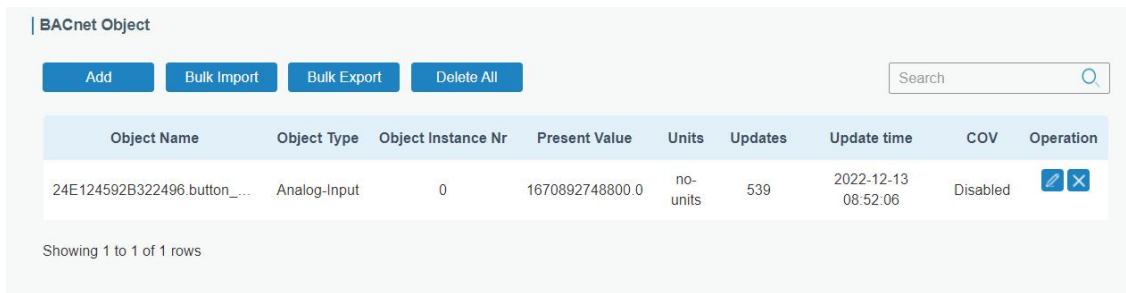 BACnet Object
Add Bulk Import Bulk Export Delete All Search
Object Name Object Type Object Instance Nr Present Value Units Updates Update time COV Operation
24E124592B322496.button_... Analog-Input 0 1670892748800.0 no-units 539 2022-12-13 08:52:06 Disabled
Showing 1 to 1 of 1 rows